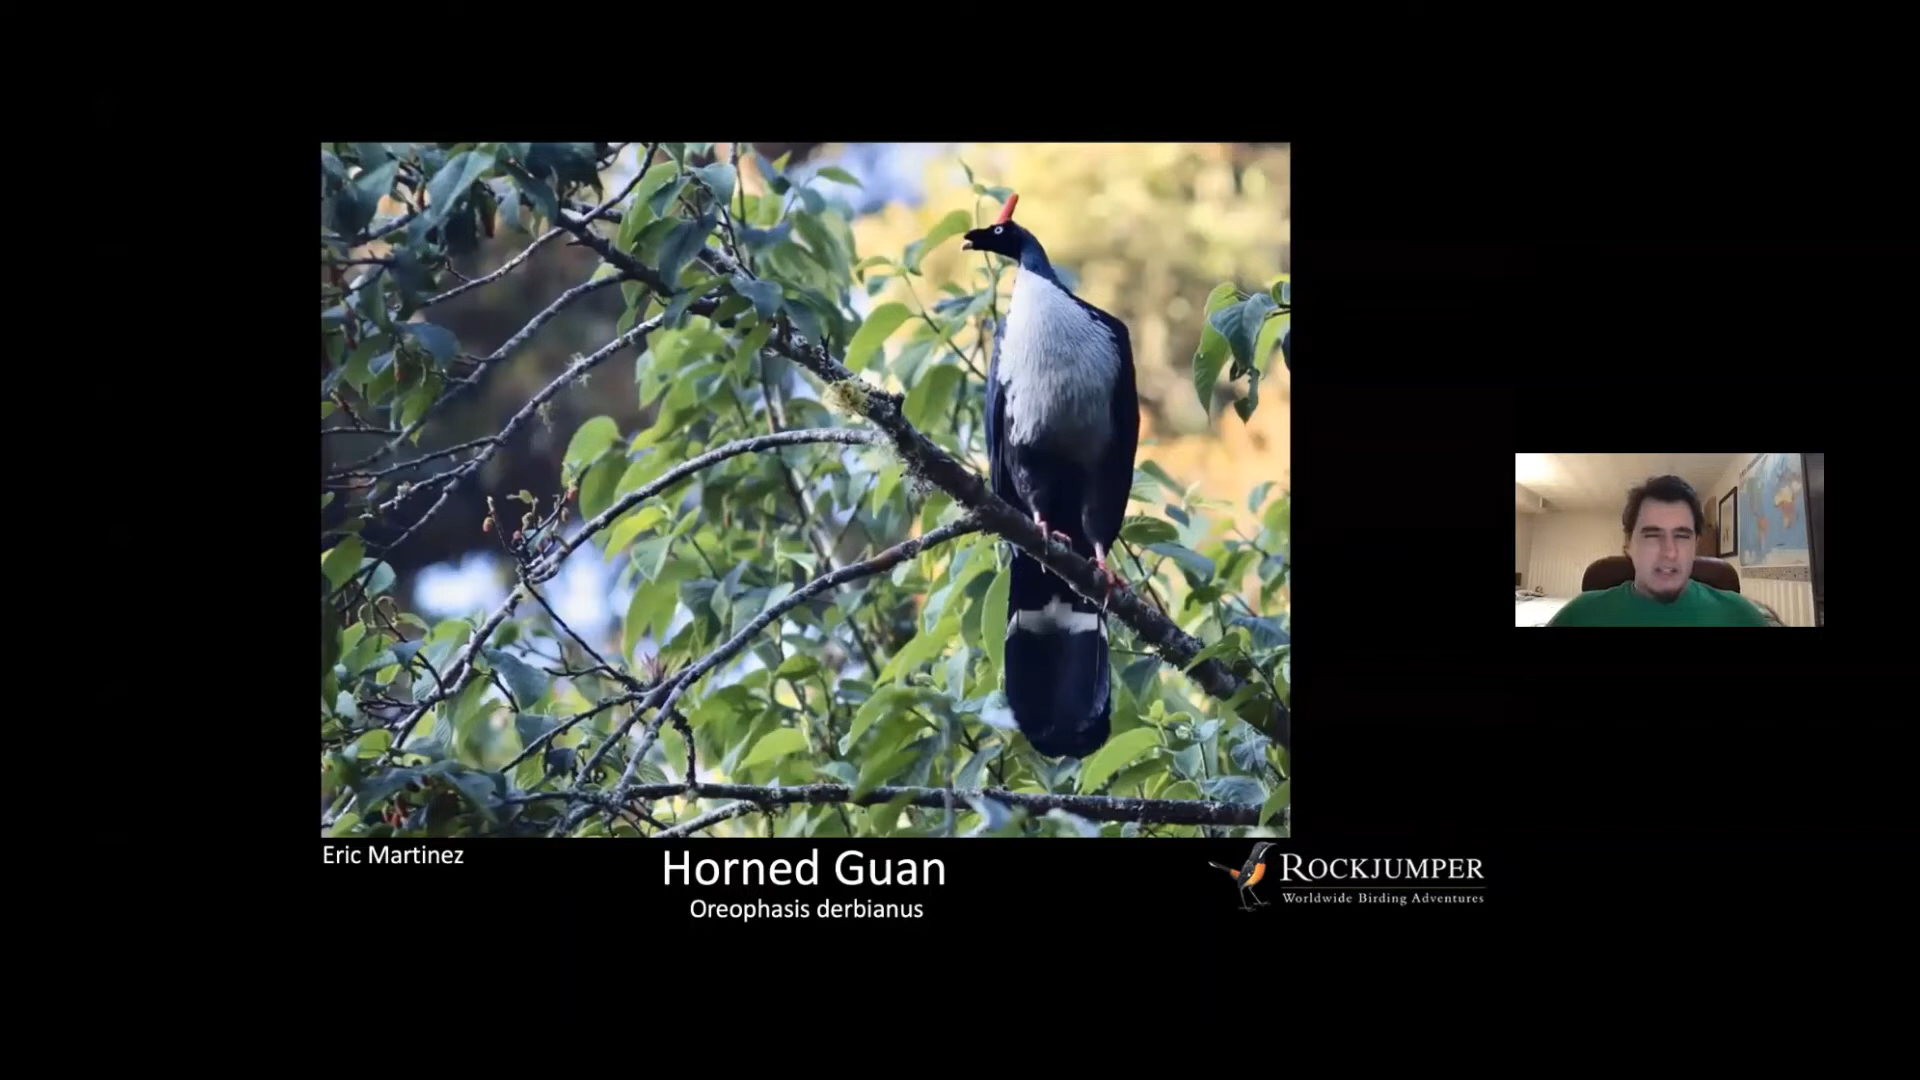 Eric Martinez
Horned Guan
Oreophasis derbianus
ROCKJUMPER
Worldwide Birding Adventures